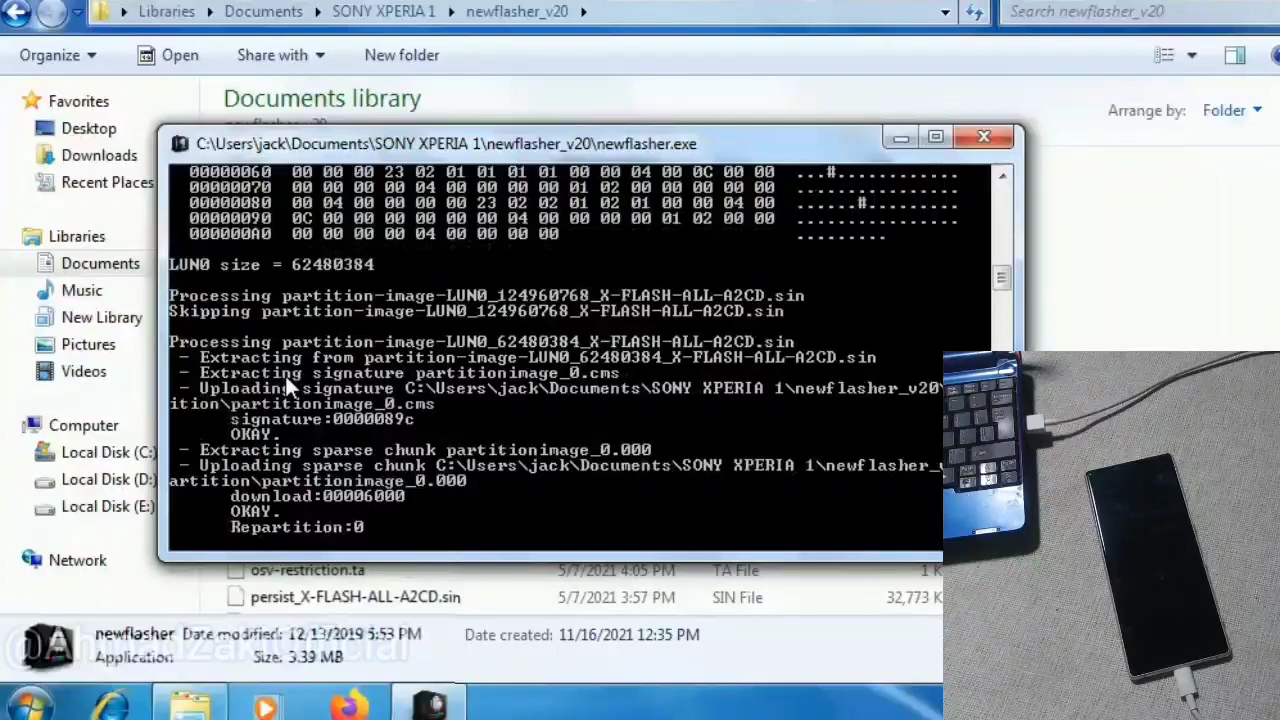 Libraries ▸ Documents ▸ SONY XPERIA 1 ▸ newflasher_v20 ▸
Search newflasher_v20
Organize ▾ Open Share with ▾ New folder
Favorites
Desktop
Downloads
Recent Places
Libraries
Documents
Music
New Library
Pictures
Videos
Computer
Local Disk (C:
Local Disk (D:
Local Disk (E:
Network
Documents library
newflasher_v20
Arrange by: Folder ▾
C:\Users\jack\Documents\SONY XPERIA 1\newflasher_v20\newflasher.exe
00000060 00 00 00 23 02 01 01 01 01 00 00 04 00 0C 00 00 ...#............
00000070 00 00 00 00 04 00 00 00 00 01 02 00 00 00 00 00 ................
00000080 00 04 00 00 00 23 02 02 01 02 01 00 00 04 00 00 .....#..........
00000090 0C 00 00 00 00 00 04 00 00 00 00 01 02 00 00 ................
000000A0 00 00 00 04 00 00 00 00 .........
LUN0 size = 62480384
Processing partition-image-LUN0_124960768_X-FLASH-ALL-A2CD.sin
Skipping partition-image-LUN0_124960768_X-FLASH-ALL-A2CD.sin
Processing partition-image-LUN0_62480384_X-FLASH-ALL-A2CD.sin
- Extracting from partition-image-LUN0_62480384_X-FLASH-ALL-A2CD.sin
- Extracting signature partitionimage_0.cms
- Uploading signature C:\Users\jack\Documents\SONY XPERIA 1\newflasher_v20\
ition\partitionimage_0.cms
signature:0000089c
OKAY.
- Extracting sparse chunk partitionimage_0.000
- Uploading sparse chunk C:\Users\jack\Documents\SONY XPERIA 1\newflasher_
artition\partitionimage_0.000
download:00006000
OKAY.
Repartition:0
osv-restriction.ta 5/7/2021 4:05 PM TA File 1 K
persist_X-FLASH-ALL-A2CD.sin 5/7/2021 3:57 PM SIN File 32,773 K
newflasher Date modified: 12/13/2019 5:53 PM Date created: 11/16/2021 12:35 PM
Application Size: 3.39 MB